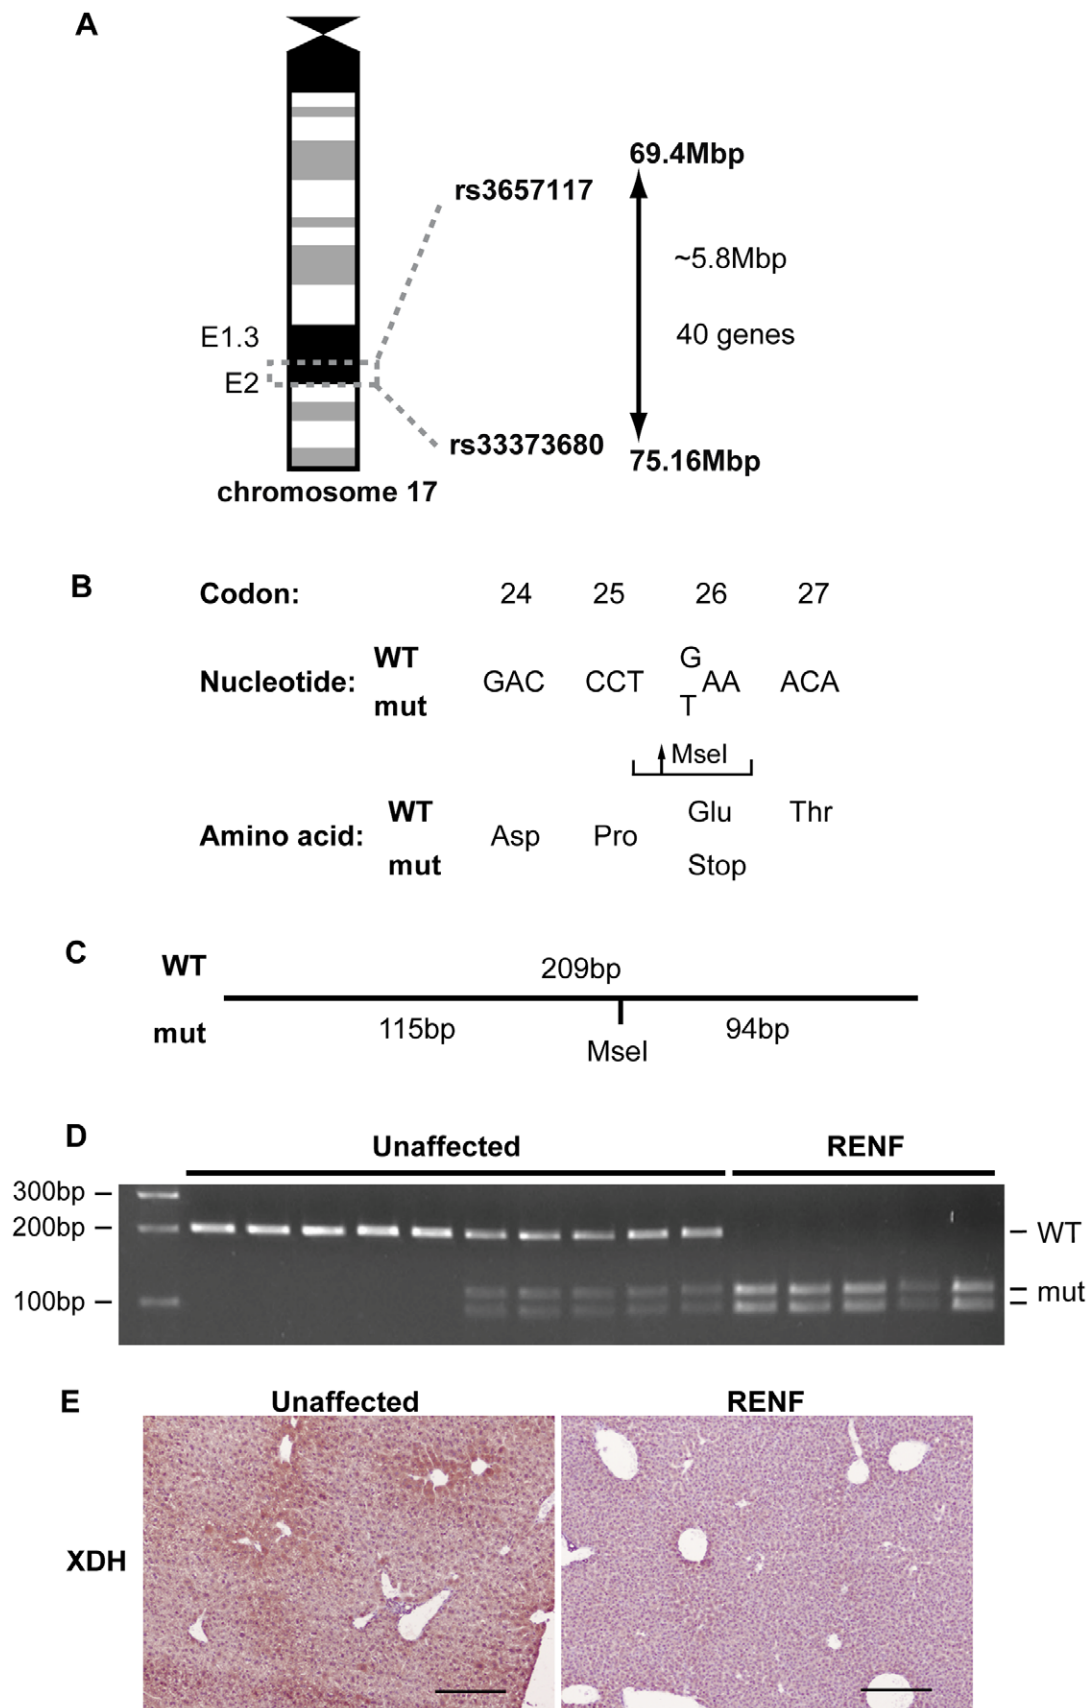 A
69.4Mbp
rs3657117
~5.8Mbp
E1.3
40 genes
E2
rs33373680
75.16Mbp
chromosome 17
B
Codon: 24 25 26 27
WT G
Nucleotide: GAC CCT AA ACA
mut T
MseI
WT Glu Thr
Amino acid: Asp Pro
mut Stop
C
WT 209bp
mut 115bp 94bp
MseI
D
Unaffected RENF
300bp
200bp WT
100bp mut
E
Unaffected RENF
XDH